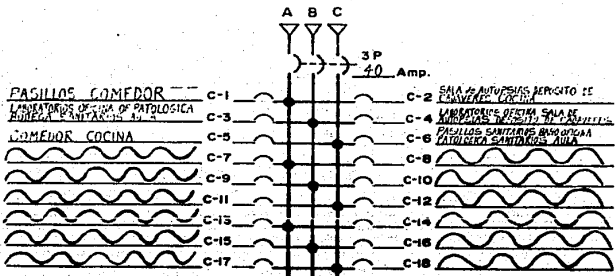 A B C
3P
40 Amp.
PASILLOS COMEDOR C-1
C-2 SALA DE AUTOPSIAS DEPOSITO DE
CADAVERES COCINA
LABORATORIOS OFICINA DE PATOLOGICA
BODEGA SANITARIOS AULA C-3
C-4 LABORATORIOS OFICINA SALA DE
AUTOPSIAS DEPOSITO DE CADAVERES
COMEDOR COCINA C-5
C-6 PASILLOS SANITARIOS BAÑO OFICINA
PATOLOGICA SANITARIOS AULA
C-7 C-8
C-9 C-10
C-11 C-12
C-13 C-14
C-15 C-16
C-17 C-18